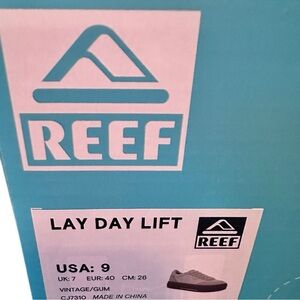 REEF
LAY DAY LIFT
REEF
USA: 9
UK: 7 EUR: 40 CM: 26
VINTAGE/GUM
CJ7310 MADE IN CHINA